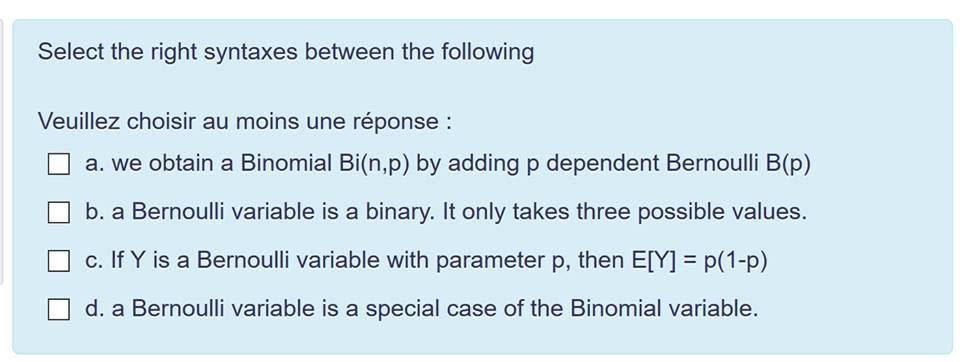 Select the right syntaxes between the following
Veuillez choisir au moins une réponse :
a. we obtain a Binomial Bi(n,p) by adding p dependent Bernoulli B(p)
b. a Bernoulli variable is a binary. It only takes three possible values.
c. If Y is a Bernoulli variable with parameter p, then E[Y] = p(1-p)
d. a Bernoulli variable is a special case of the Binomial variable.